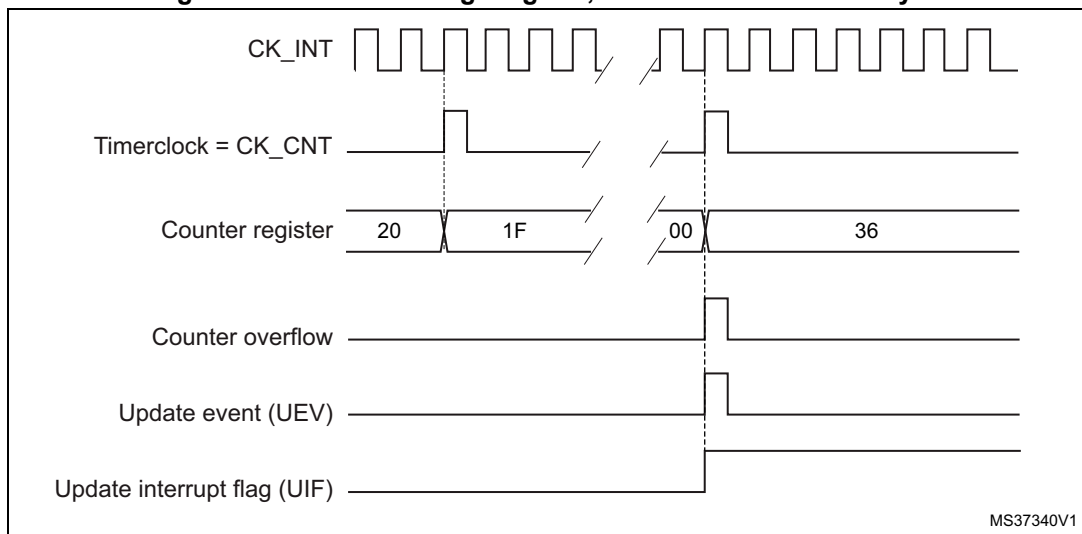 CK_INT
Timerclock = CK_CNT
Counter register 20 1F 00 36
Counter overflow
Update event (UEV)
Update interrupt flag (UIF)
MS37340V1